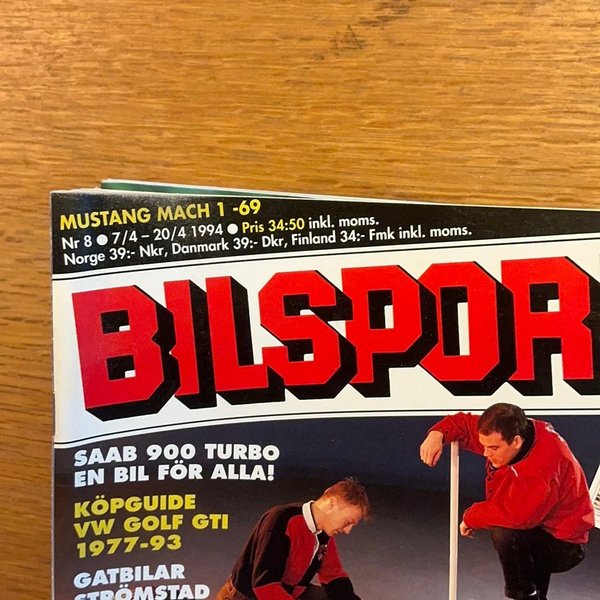 MUSTANG MACH 1 -69
Nr 8 ● 7/4 – 20/4 1994 ● Pris 34:50 inkl. moms.
Norge 39:- Nkr, Danmark 39:- Dkr, Finland 34:- Fmk inkl. moms.
BILSPOR
SAAB 900 TURBO
EN BIL FÖR ALLA!
KÖPGUIDE
VW GOLF GTI
1977-93
GATBILAR
STRÖMSTAD